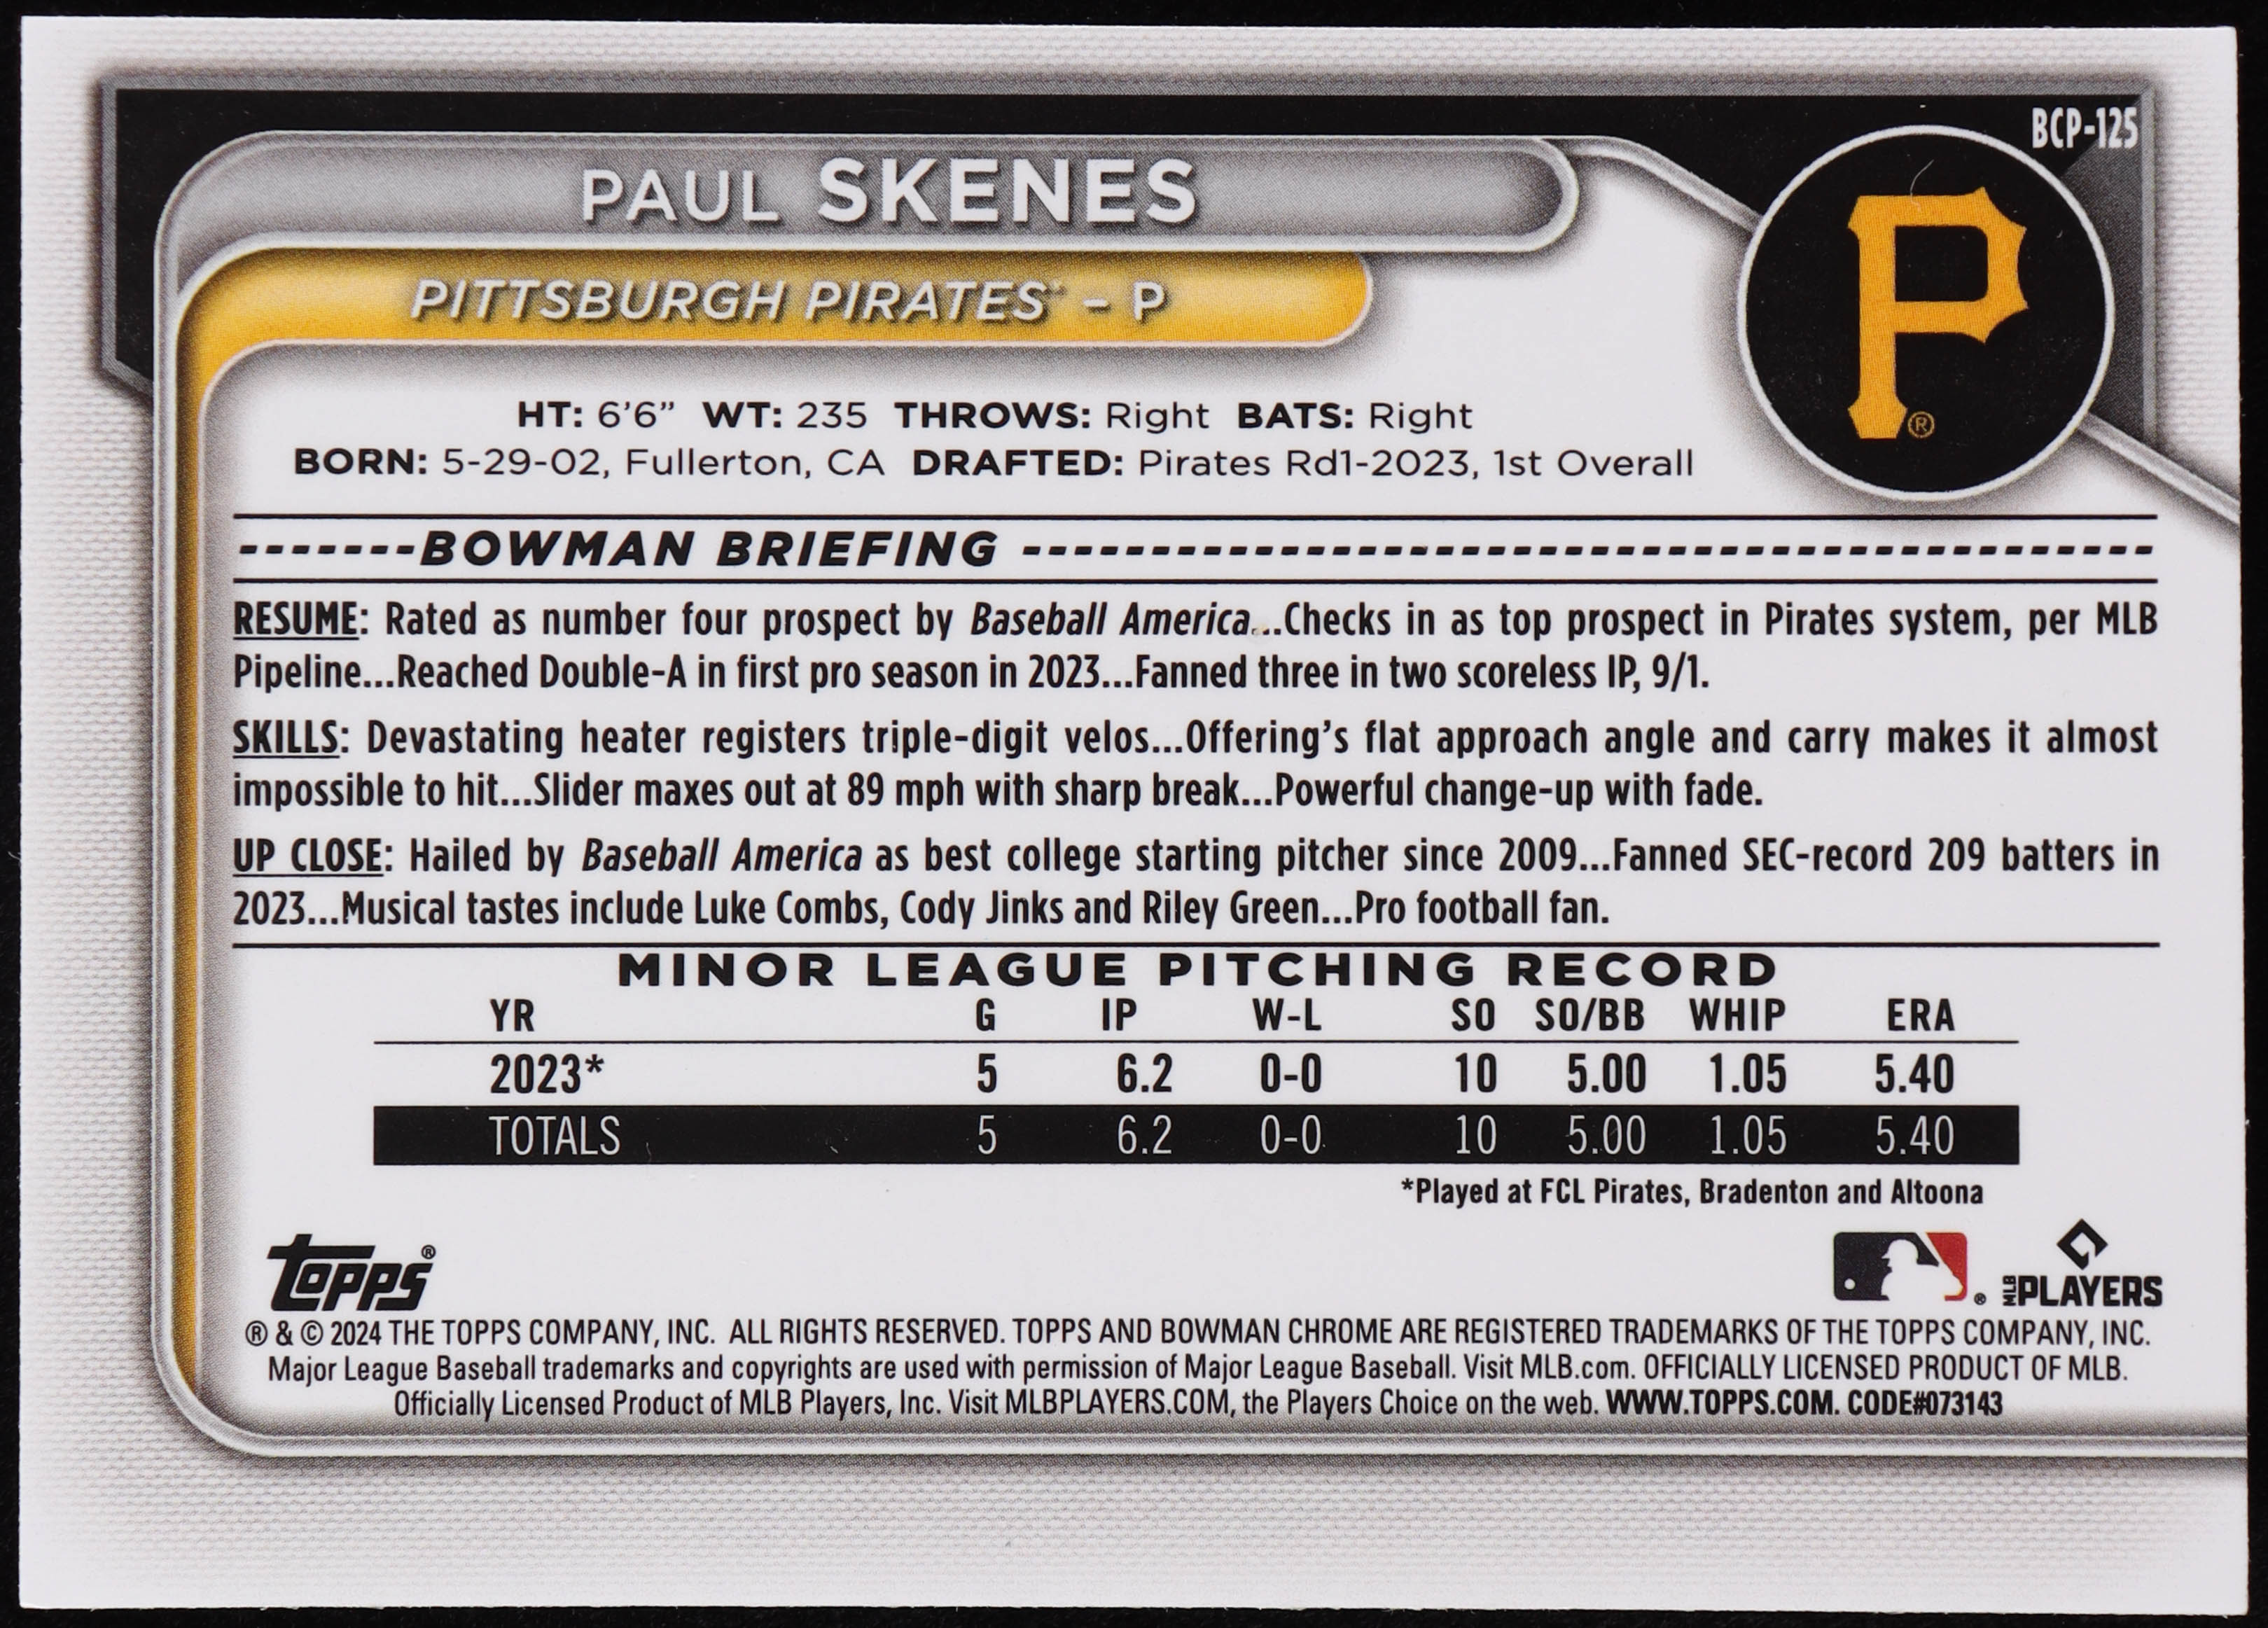 BCP-125
PAUL SKENES
PITTSBURGH PIRATES™ - P
P®
HT: 6'6" WT: 235 THROWS: Right BATS: Right
BORN: 5-29-02, Fullerton, CA DRAFTED: Pirates Rd1-2023, 1st Overall
-------BOWMAN BRIEFING --------------------------------------------
RESUME: Rated as number four prospect by Baseball America...Checks in as top prospect in Pirates system, per MLB
Pipeline...Reached Double-A in first pro season in 2023...Fanned three in two scoreless IP, 9/1.
SKILLS: Devastating heater registers triple-digit velos...Offering's flat approach angle and carry makes it almost
impossible to hit...Slider maxes out at 89 mph with sharp break...Powerful change-up with fade.
UP CLOSE: Hailed by Baseball America as best college starting pitcher since 2009...Fanned SEC-record 209 batters in
2023...Musical tastes include Luke Combs, Cody Jinks and Riley Green...Pro football fan.
MINOR LEAGUE PITCHING RECORD
YR G IP W-L SO SO/BB WHIP ERA
2023* 5 6.2 0-0 10 5.00 1.05 5.40
TOTALS 5 6.2 0-0 10 5.00 1.05 5.40
*Played at FCL Pirates, Bradenton and Altoona
topps®
® MLB PLAYERS
® & © 2024 THE TOPPS COMPANY, INC. ALL RIGHTS RESERVED. TOPPS AND BOWMAN CHROME ARE REGISTERED TRADEMARKS OF THE TOPPS COMPANY, INC.
Major League Baseball trademarks and copyrights are used with permission of Major League Baseball. Visit MLB.com. OFFICIALLY LICENSED PRODUCT OF MLB.
Officially Licensed Product of MLB Players, Inc. Visit MLBPLAYERS.COM, the Players Choice on the web. WWW.TOPPS.COM. CODE#073143